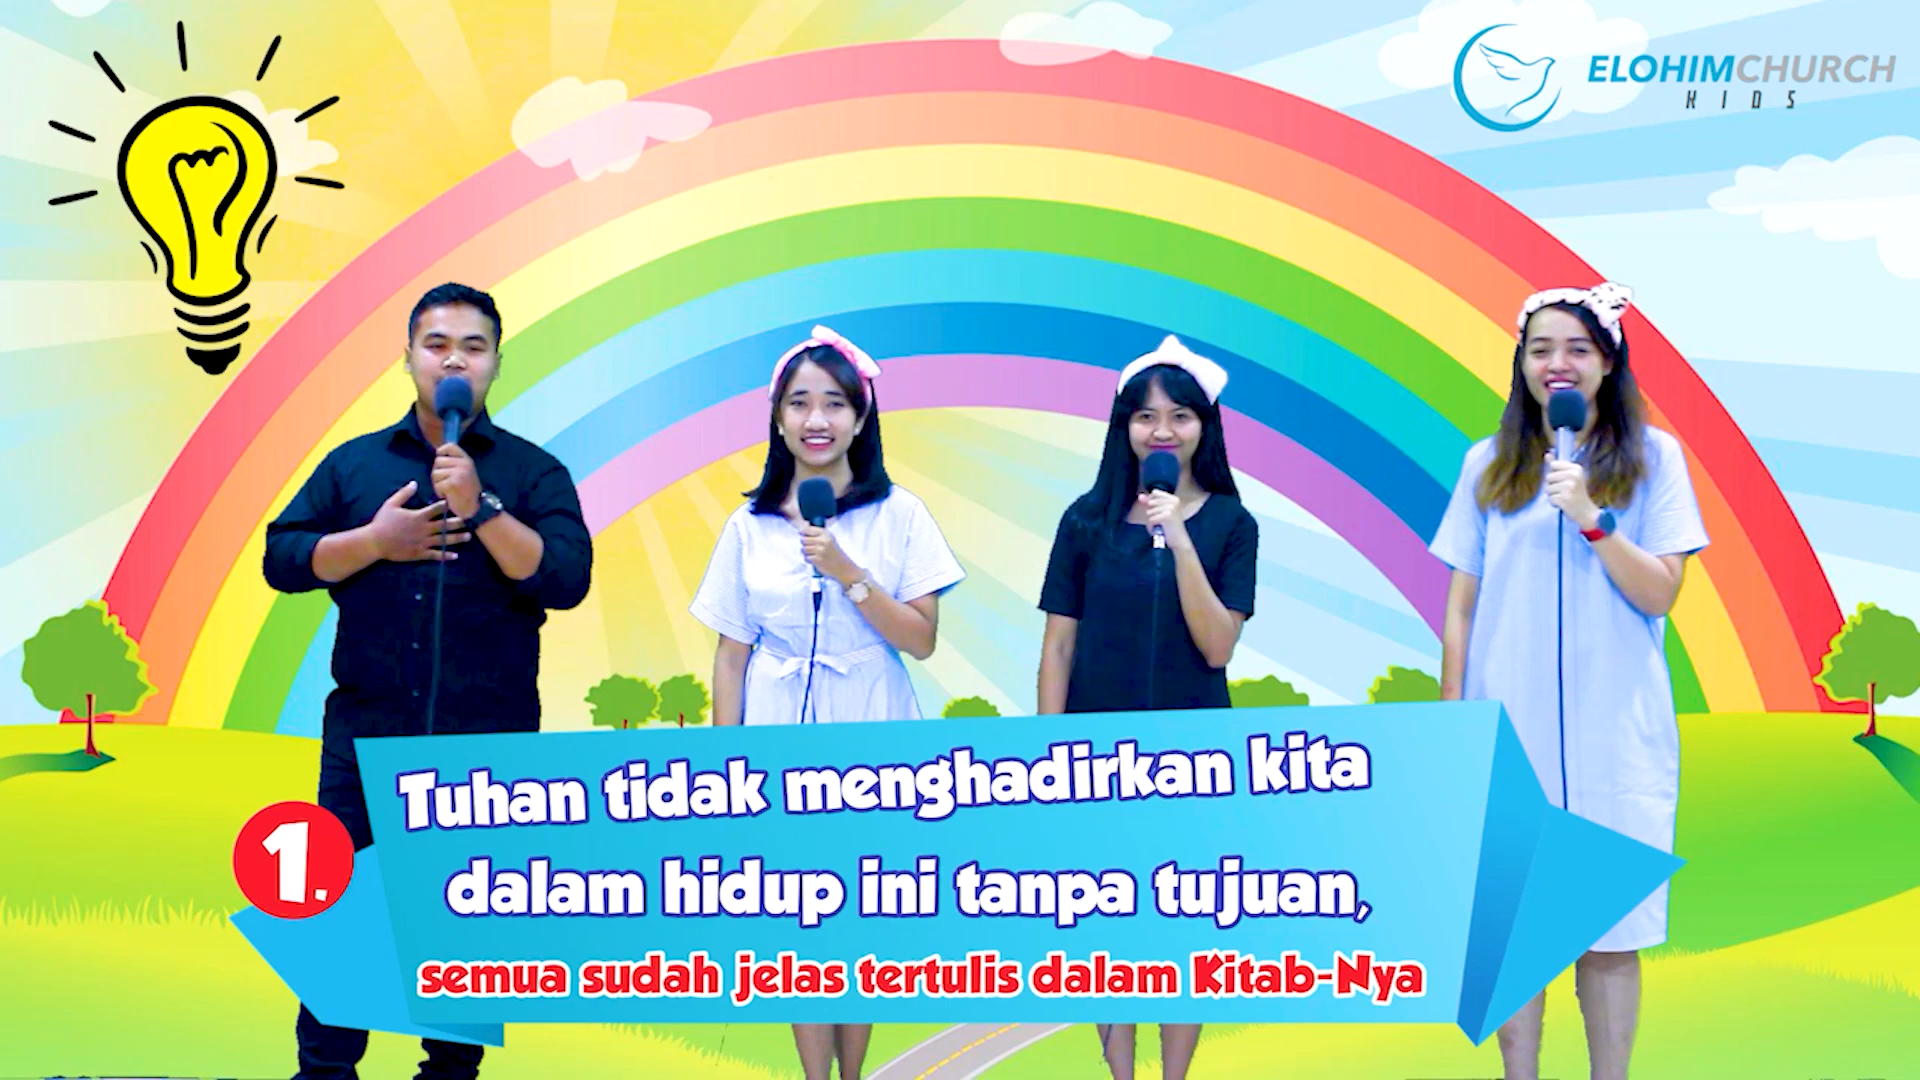 ELOHIMCHURCH
KIDS
1.
Tuhan tidak menghadirkan kita
dalam hidup ini tanpa tujuan,
semua sudah jelas tertulis dalam Kitab-Nya